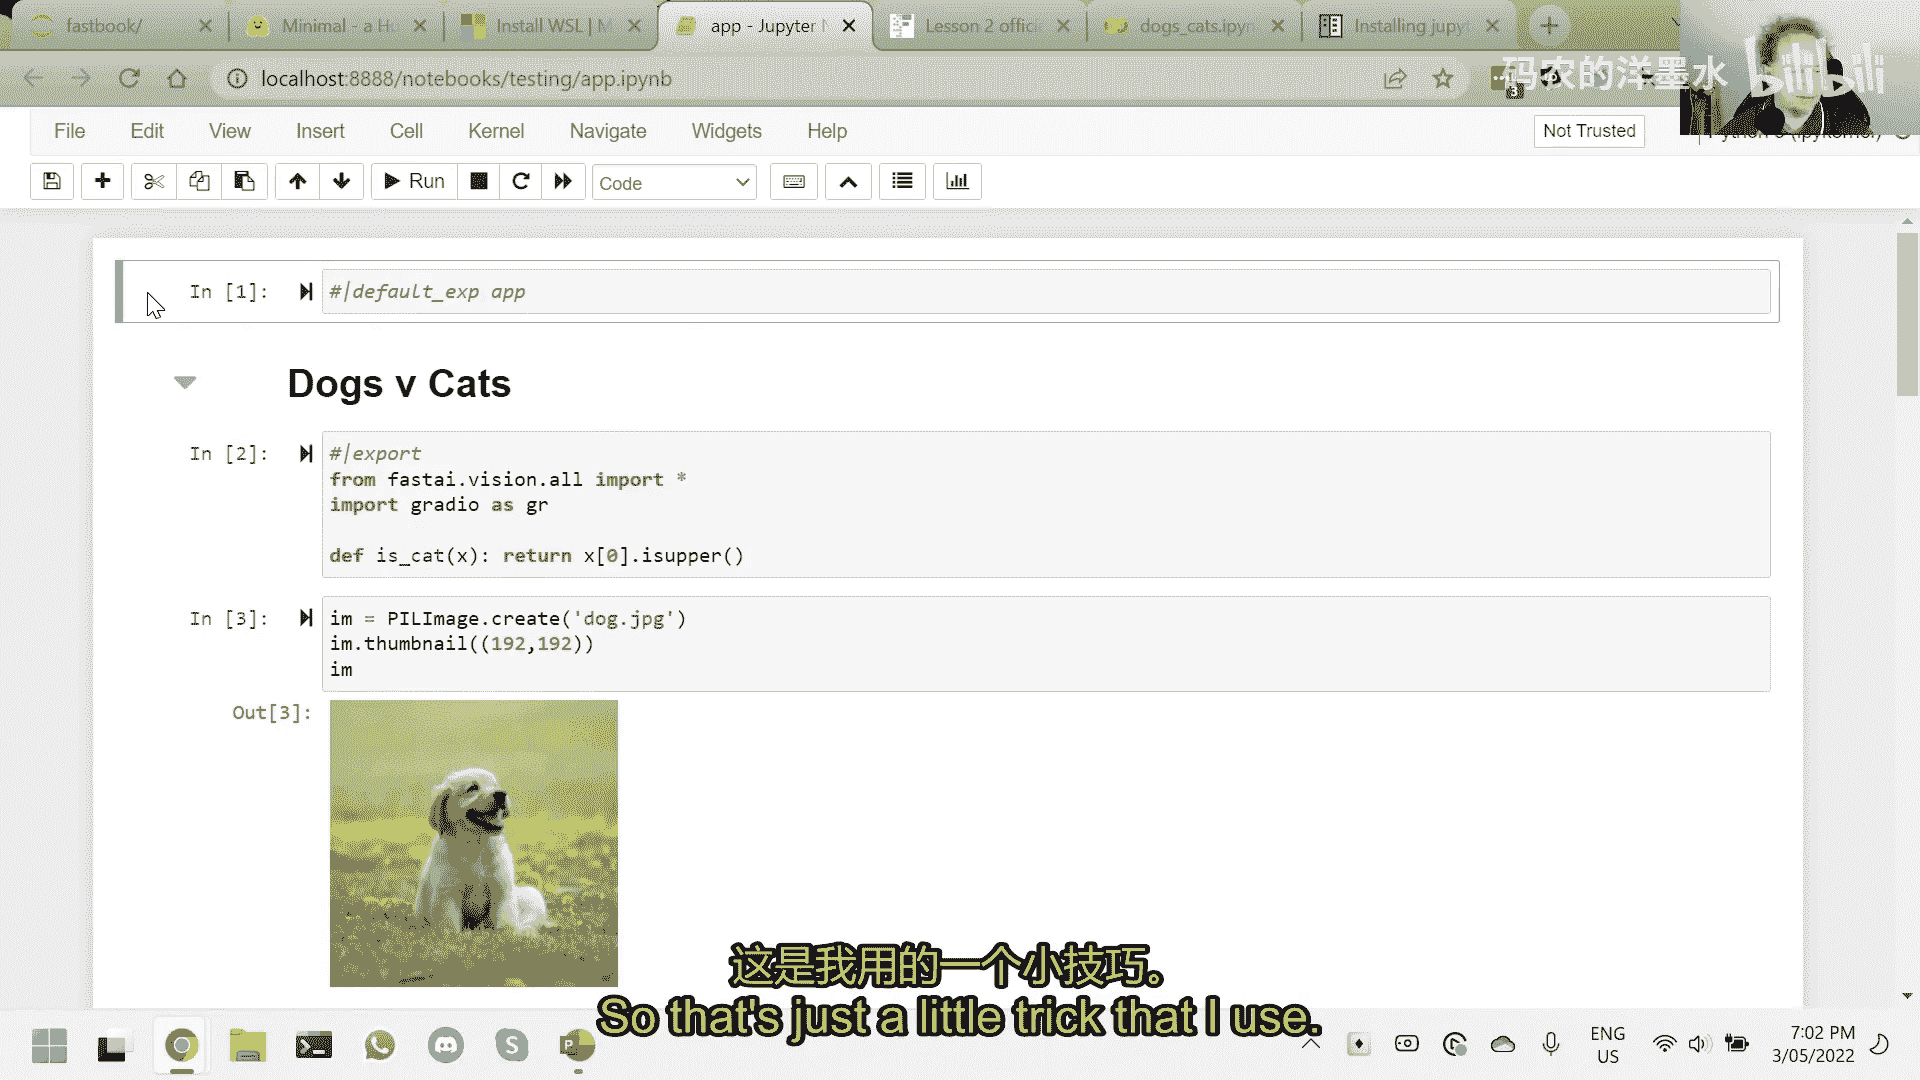 fastbook/
Minimal - a Hu
Install WSL | M
app - Jupyter N
Lesson 2 offici
dogs_cats.ipyn
Installing jupyt
localhost:8888/notebooks/testing/app.ipynb
3
码农的洋墨水 bilibili
File Edit View Insert Cell Kernel Navigate Widgets Help
Not Trusted
Run
Code
In [1]:
#|default_exp app
Dogs v Cats
In [2]:
#|export
from fastai.vision.all import *
import gradio as gr
def is_cat(x): return x[0].isupper()
In [3]:
im = PILImage.create('dog.jpg')
im.thumbnail((192,192))
im
Out[3]:
这是我用的一个小技巧。
So that's just a little trick that I use.
ENG
US
7:02 PM
3/05/2022